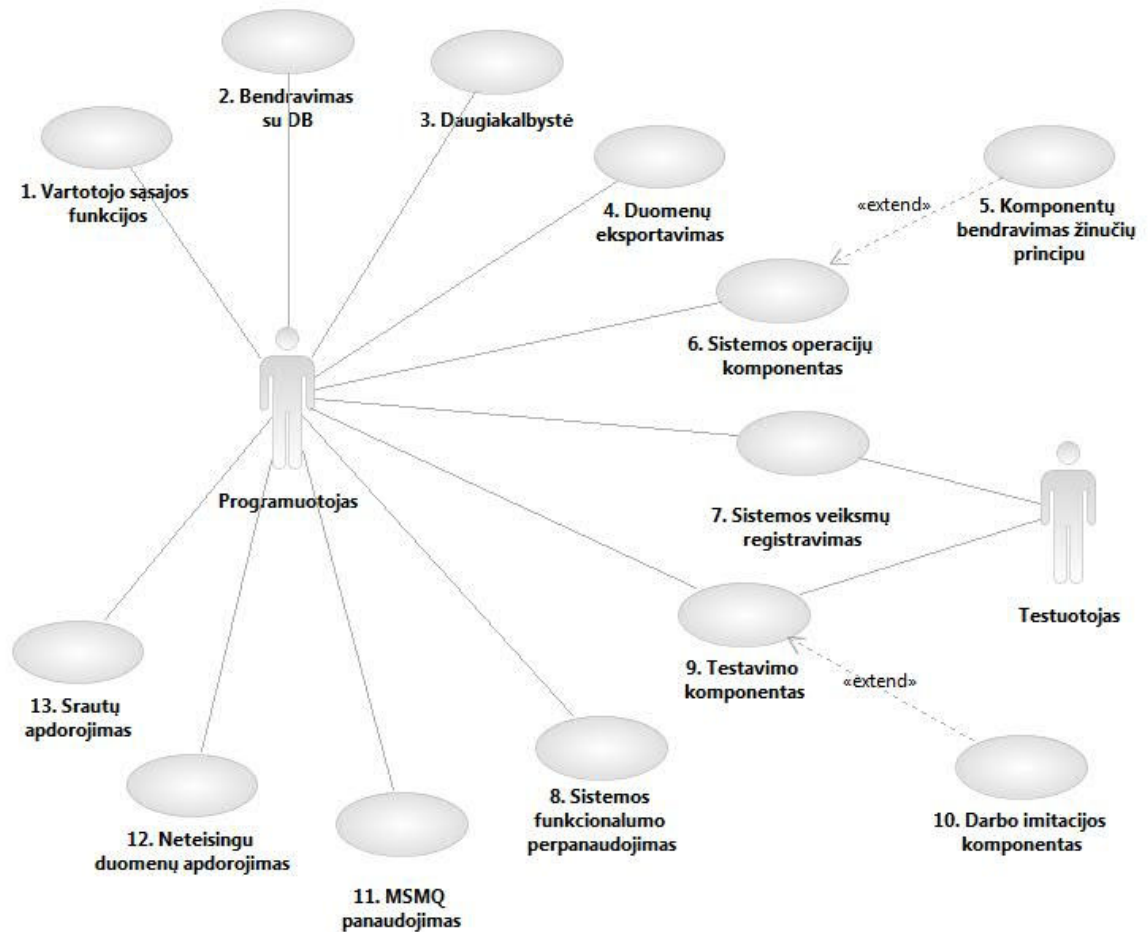 2. Bendravimas
su DB
3. Daugiakalbystė
1. Vartotojo sąsajos
funkcijos
4. Duomenų
eksportavimas
«extend»
5. Komponentų
bendravimas žinučių
principu
6. Sistemos operacijų
komponentas
Programuotojas
7. Sistemos veiksmų
registravimas
Testuotojas
9. Testavimo
komponentas
«extend»
13. Srautų
apdorojimas
8. Sistemos
funkcionalumo
perpanaudojimas
10. Darbo imitacijos
komponentas
12. Neteisingu
duomenų apdorojimas
11. MSMQ
panaudojimas